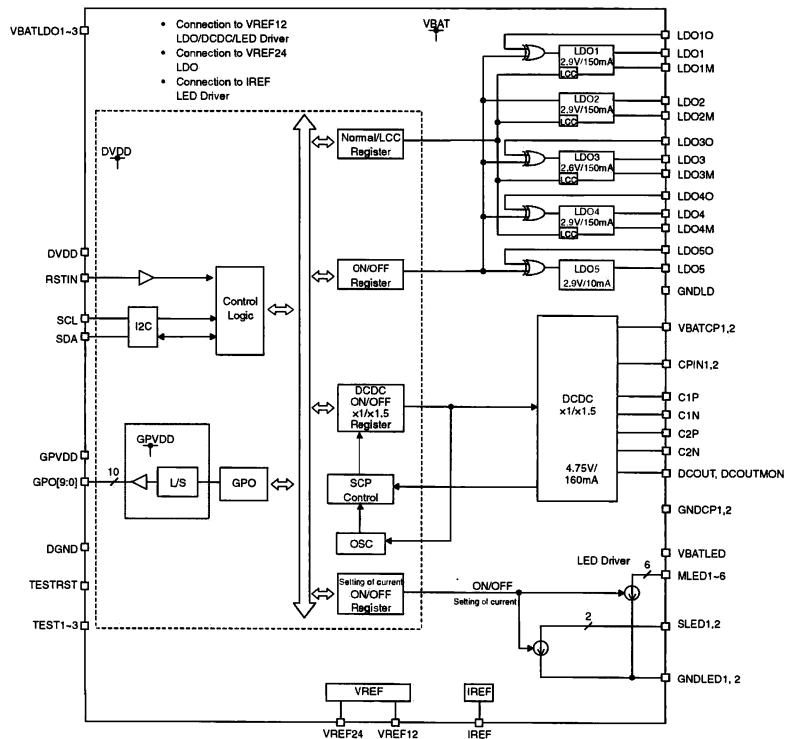 VBATLDO1~3
• Connection to VREF12
LDO/DCDC/LED Driver
• Connection to VREF24
LDO
• Connection to IREF
LED Driver
VBAT
LDO1O
LDO1
LDO1M
LDO1
2.9V/150mA
LCC
LDO2
LDO2M
LDO2
2.9V/150mA
LCC
LDO3O
LDO3
LDO3M
LDO3
2.6V/150mA
LCC
LDO4O
LDO4
LDO4M
LDO4
2.9V/150mA
LCC
LDO5O
LDO5
LDO5
2.9V/10mA
GNDLD
DVDD
Normal/LCC
Register
DVDD
RSTIN
SCL
SDA
I2C
Control
Logic
ON/OFF
Register
VBATCP1,2
CPIN1,2
C1P
C1N
C2P
C2N
DCOUT, DCOUTMON
GNDCP1,2
DCDC
x1/x1.5
4.75V/
160mA
DCDC
ON/OFF
x1/x1.5
Register
SCP
Control
OSC
GPVDD
GPO[9:0]
10
GPVDD
L/S
GPO
DGND
TESTRST
TEST1~3
Setting of current
ON/OFF
Register
ON/OFF
Setting of current
LED Driver
VBATLED
6
MLED1~6
2
SLED1,2
GNDLED1, 2
VREF
IREF
VREF24
VREF12
IREF